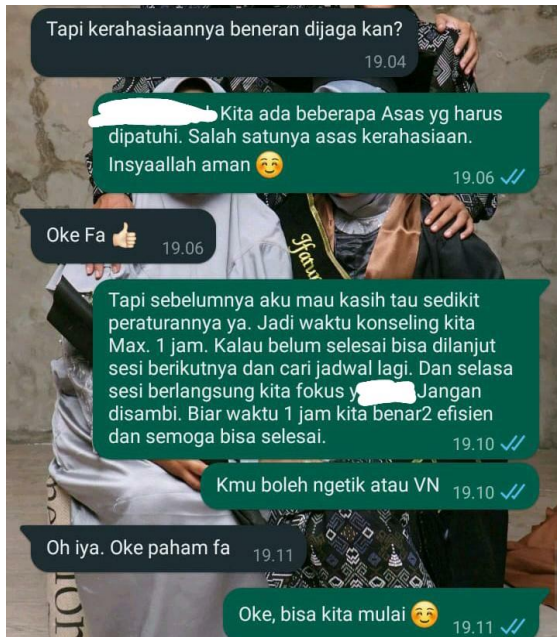 Tapi kerahasiaannya beneran dijaga kan?
19.04
Kita ada beberapa Asas yg harus
dipatuhi. Salah satunya asas kerahasiaan.
Insyaallah aman ☺️
19.06
Oke Fa 👍🏻
19.06
Ifatu
Tapi sebelumnya aku mau kasih tau sedikit
peraturannya ya. Jadi waktu konseling kita
Max. 1 jam. Kalau belum selesai bisa dilanjut
sesi berikutnya dan cari jadwal lagi. Dan selasa
sesi berlangsung kita fokus y Jangan
disambi. Biar waktu 1 jam kita benar2 efisien
dan semoga bisa selesai.
19.10
Kmu boleh ngetik atau VN
19.10
Oh iya. Oke paham fa
19.11
Oke, bisa kita mulai ☺️
19.11